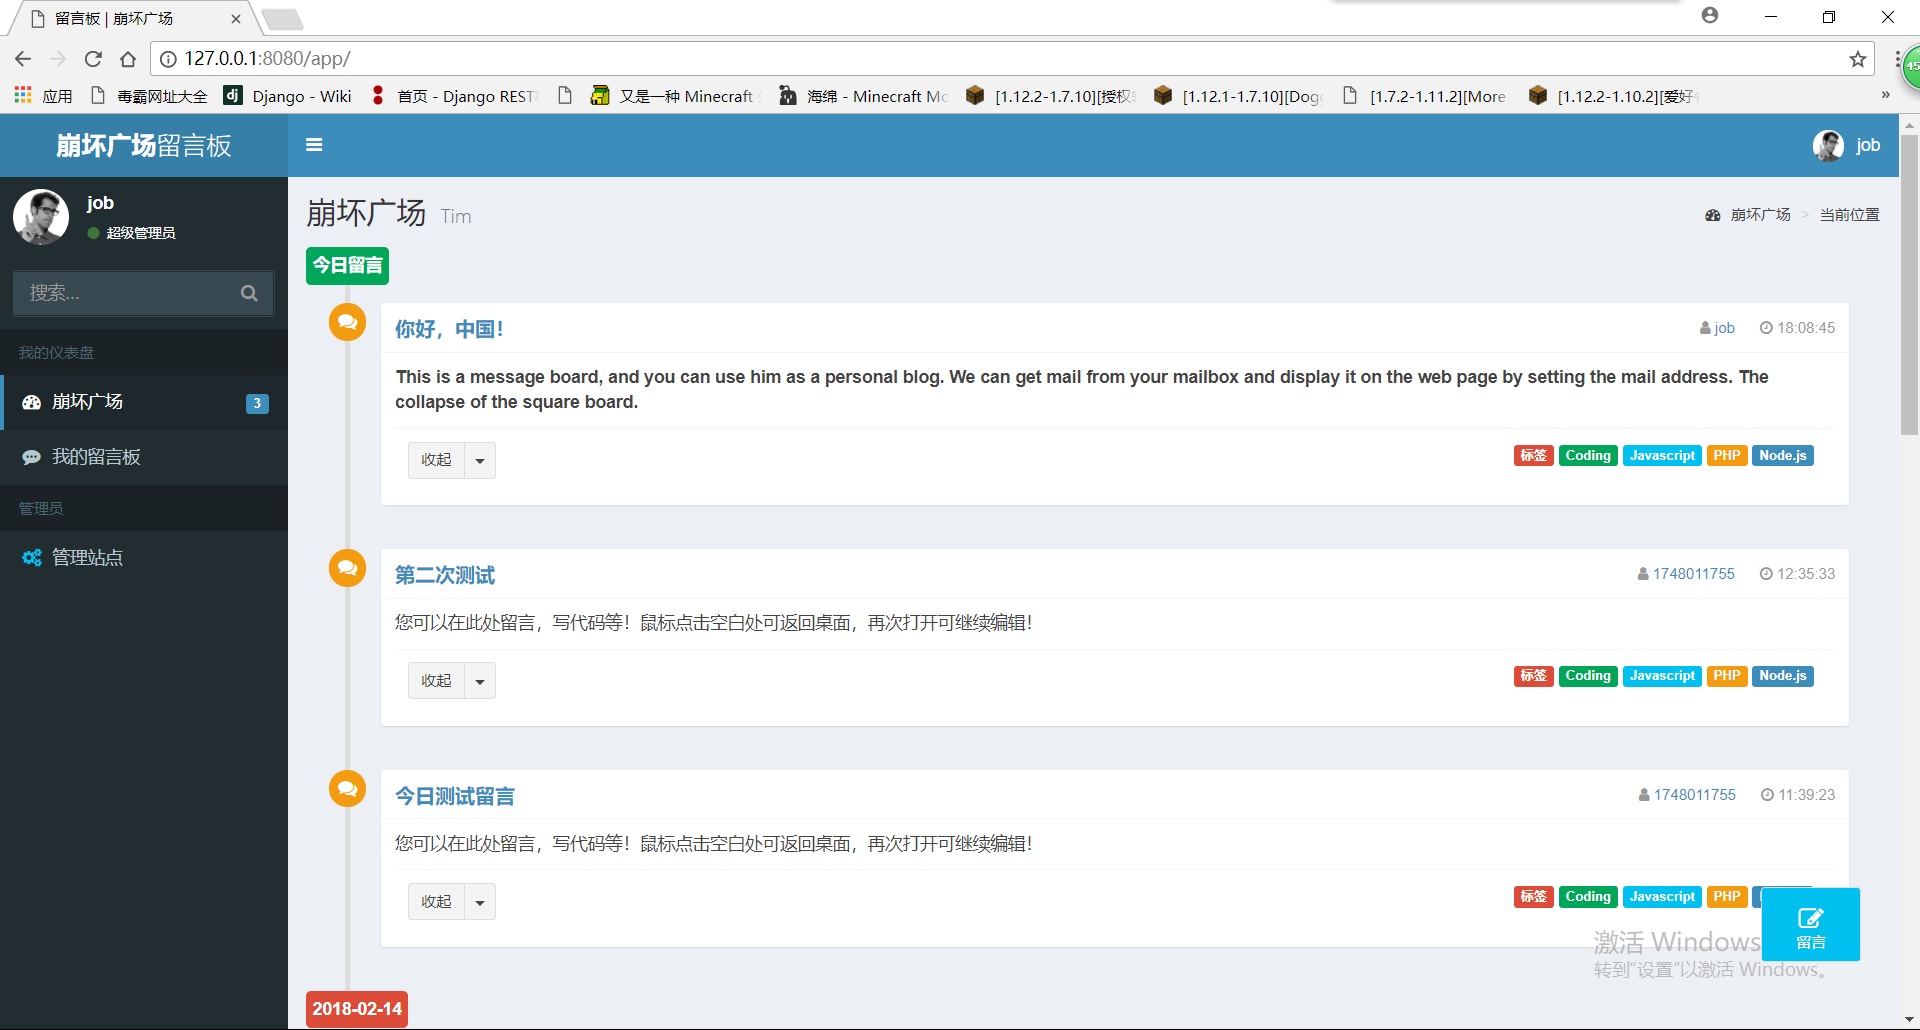 留言板 | 崩坏广场
127.0.0.1:8080/app/
45
应用
毒霸网址大全
Django - Wiki
首页 - Django REST
又是一种 Minecraft
海绵 - Minecraft Mo
[1.12.2-1.7.10][授权
[1.12.1-1.7.10][Dog
[1.7.2-1.11.2][More
[1.12.2-1.10.2][爱好
»
崩坏广场留言板
job
job
超级管理员
搜索...
我的仪表盘
崩坏广场
3
我的留言板
管理员
管理站点
崩坏广场 Tim
崩坏广场 > 当前位置
今日留言
你好，中国！
job 18:08:45
This is a message board, and you can use him as a personal blog. We can get mail from your mailbox and display it on the web page by setting the mail address. The
collapse of the square board.
收起
标签 Coding Javascript PHP Node.js
第二次测试
1748011755 12:35:33
您可以在此处留言，写代码等！鼠标点击空白处可返回桌面，再次打开可继续编辑！
收起
标签 Coding Javascript PHP Node.js
今日测试留言
1748011755 11:39:23
您可以在此处留言，写代码等！鼠标点击空白处可返回桌面，再次打开可继续编辑！
收起
标签 Coding Javascript PHP
留言
激活 Windows
转到"设置"以激活 Windows。
2018-02-14